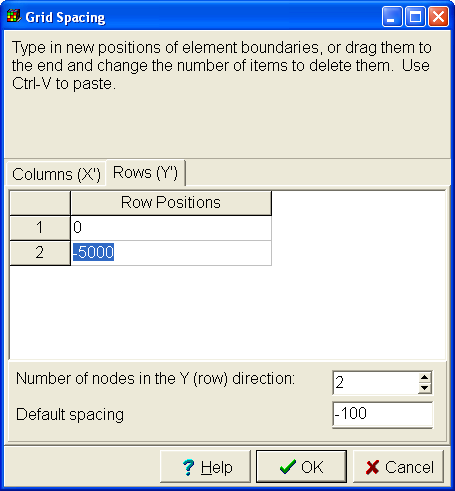 Grid Spacing
Type in new positions of element boundaries, or drag them to
the end and change the number of items to delete them. Use
Ctrl-V to paste.
Columns (X') Rows (Y')
Row Positions
1 0
2 -5000
Number of nodes in the Y (row) direction: 2
Default spacing -100
? Help OK Cancel